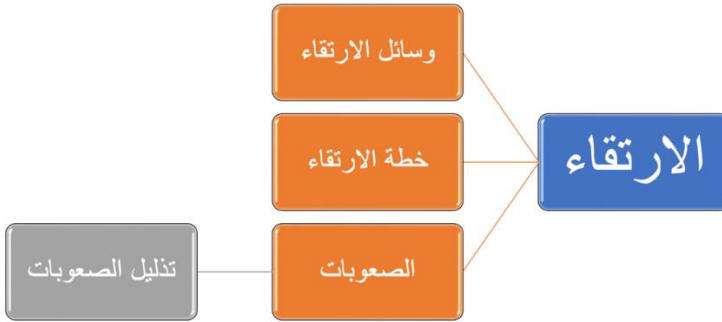 الارتقاء
وسائل الارتقاء
خطة الارتقاء
الصعوبات
تذليل الصعوبات